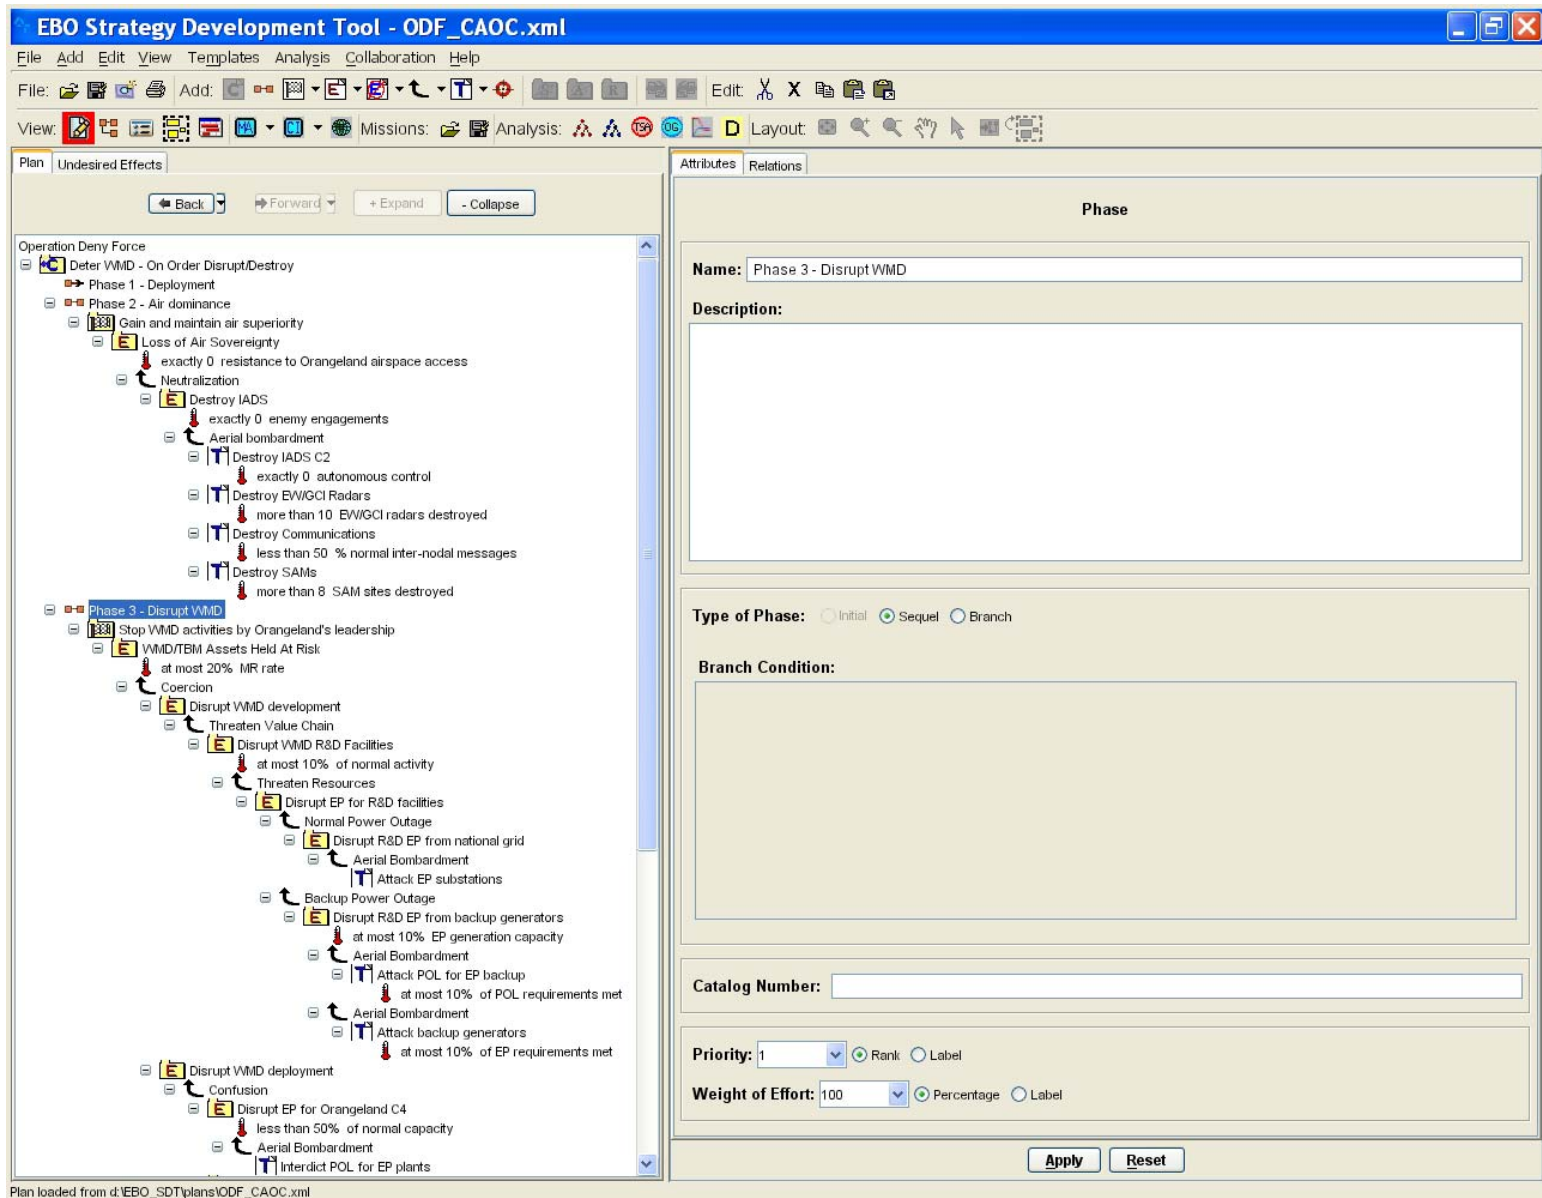 EBO Strategy Development Tool - ODF_CAOC.xml
File Add Edit View Templates Analysis Collaboration Help
File: Add: C E E T S A R Edit:
View: MA CI Missions: Analysis: TSA OG D Layout:
Plan Undesired Effects
Back Forward + Expand - Collapse
Operation Deny Force
C Deter WMD - On Order Disrupt/Destroy
Phase 1 - Deployment
Phase 2 - Air dominance
Gain and maintain air superiority
E Loss of Air Sovereignty
exactly 0 resistance to Orangeland airspace access
Neutralization
E Destroy IADS
exactly 0 enemy engagements
Aerial bombardment
T Destroy IADS C2
exactly 0 autonomous control
T Destroy EW/GCI Radars
more than 10 EW/GCI radars destroyed
T Destroy Communications
less than 50 % normal inter-nodal messages
T Destroy SAMs
more than 8 SAM sites destroyed
Phase 3 - Disrupt WMD
Stop WMD activities by Orangeland's leadership
E WMD/TBM Assets Held At Risk
at most 20% MR rate
Coercion
E Disrupt WMD development
Threaten Value Chain
E Disrupt WMD R&D Facilities
at most 10% of normal activity
Threaten Resources
E Disrupt EP for R&D facilities
Normal Power Outage
E Disrupt R&D EP from national grid
Aerial Bombardment
T Attack EP substations
Backup Power Outage
E Disrupt R&D EP from backup generators
at most 10% EP generation capacity
Aerial Bombardment
T Attack POL for EP backup
at most 10% of POL requirements met
Aerial Bombardment
T Attack backup generators
at most 10% of EP requirements met
E Disrupt WMD deployment
Confusion
E Disrupt EP for Orangeland C4
less than 50% of normal capacity
Aerial Bombardment
T Interdict POL for EP plants
Plan loaded from d:\EBO_SDT\plans\ODF_CAOC.xml
Attributes Relations
Phase
Name: Phase 3 - Disrupt WMD
Description:
Type of Phase: Initial Sequel Branch
Branch Condition:
Catalog Number:
Priority: 1 Rank Label
Weight of Effort: 100 Percentage Label
Apply Reset